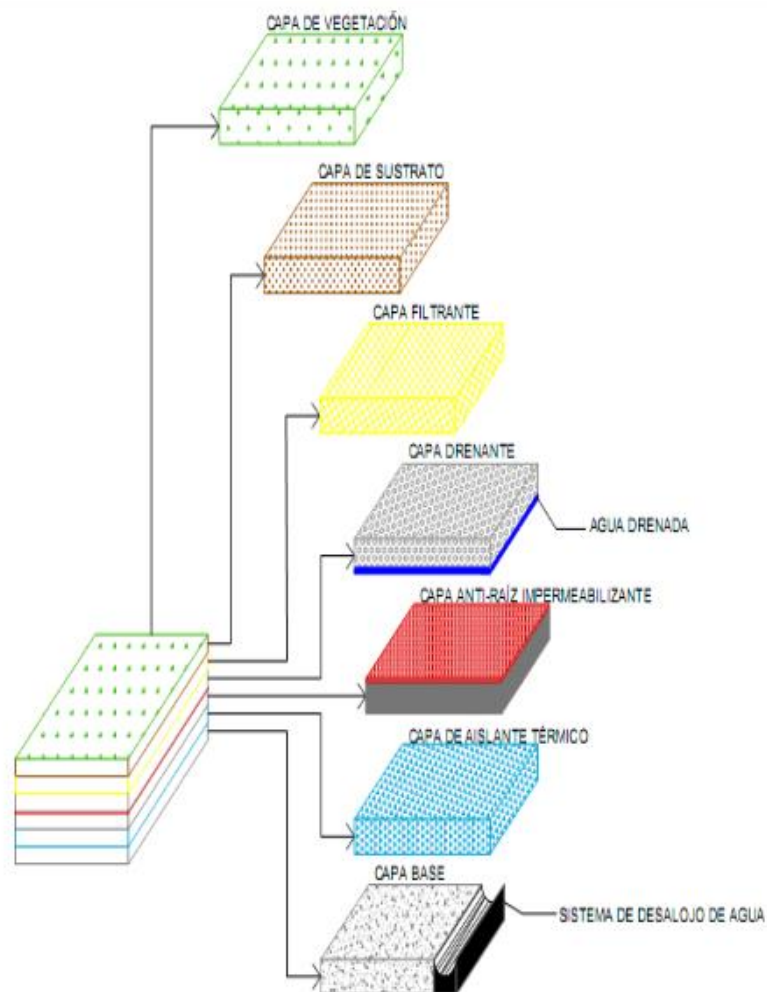 CAPA DE VEGETACIÓN
CAPA DE SUSTRATO
CAPA FILTRANTE
CAPA DRENANTE
AGUA DRENADA
CAPA ANTI-RAÍZ IMPERMEABILIZANTE
CAPA DE AISLANTE TÉRMICO
CAPA BASE
SISTEMA DE DESALOJO DE AGUA